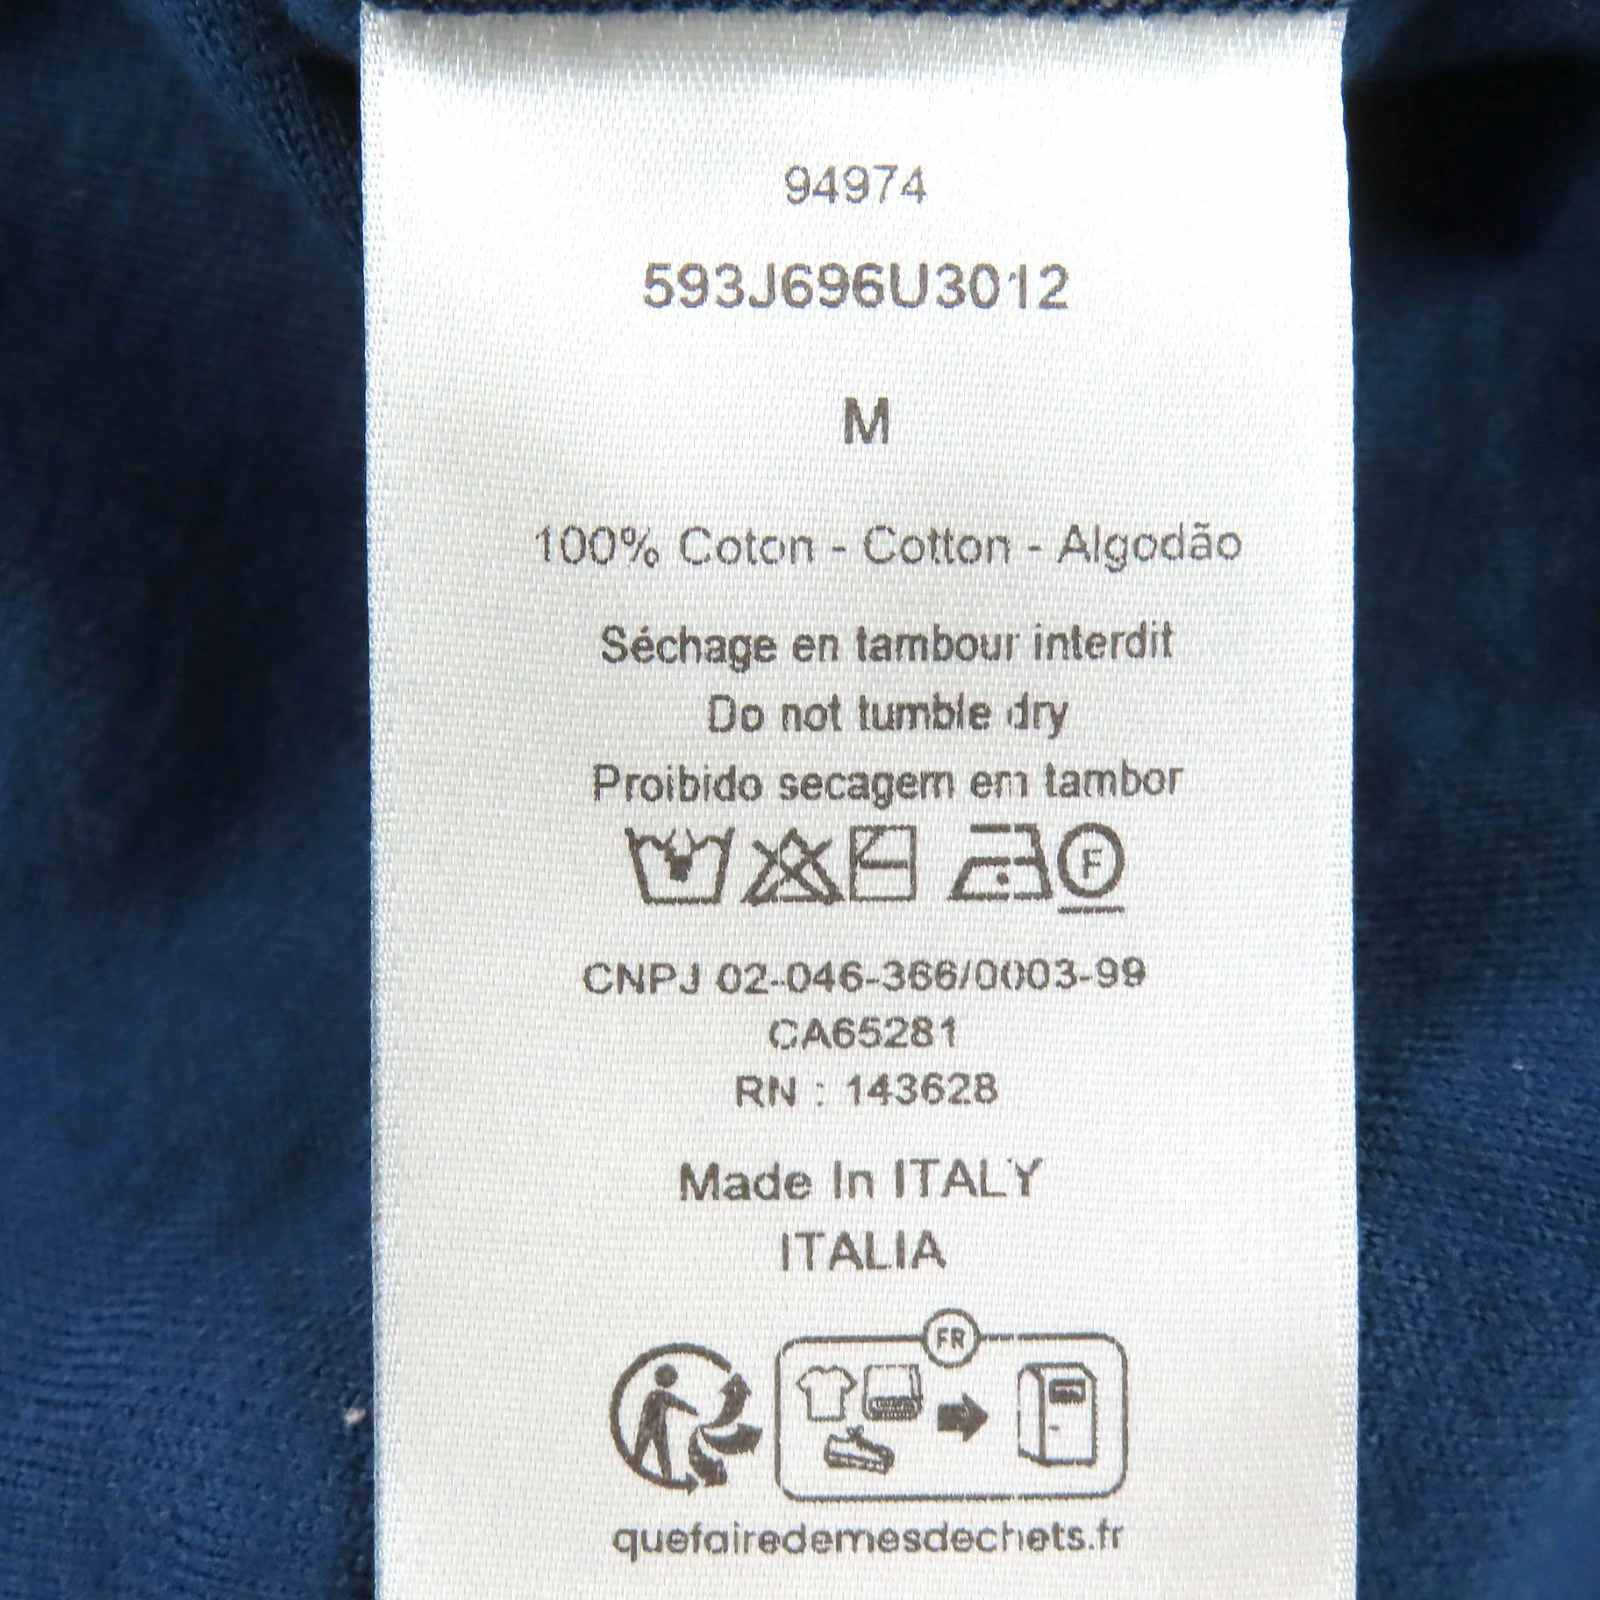 94974
593J696U3012
M
100% Coton - Cotton - Algodão
Séchage en tambour interdit
Do not tumble dry
Proibido secagem em tambor
F
CNPJ 02-046-366/0003-99
CA65281
RN : 143628
Made In ITALY
ITALIA
FR
quefairedemesdechets.fr